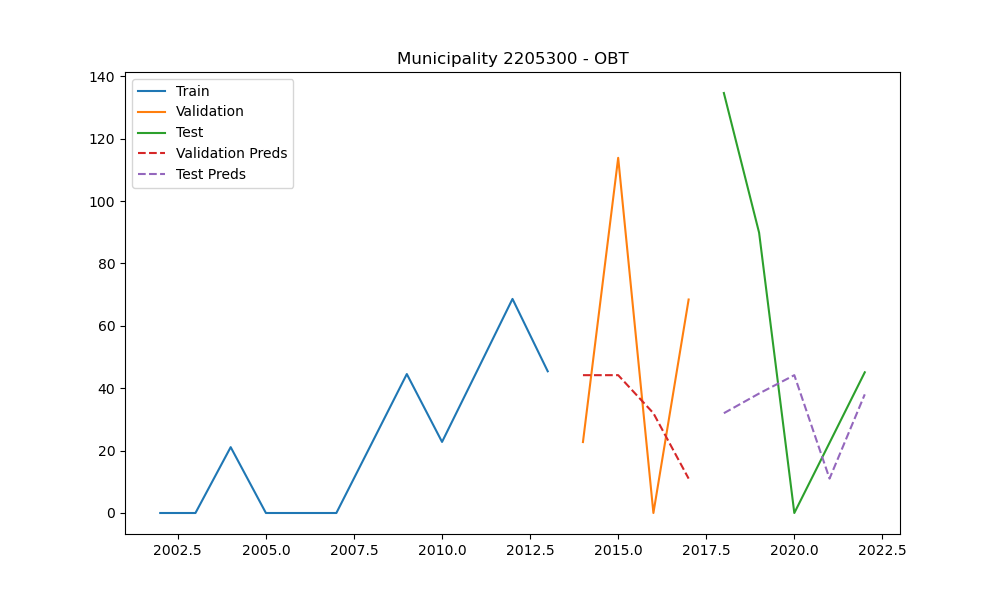 Municipality 2205300 - OBT
Train
Validation
Test
Validation Preds
Test Preds
140
120
100
80
60
40
20
0
2002.5 2005.0 2007.5 2010.0 2012.5 2015.0 2017.5 2020.0 2022.5